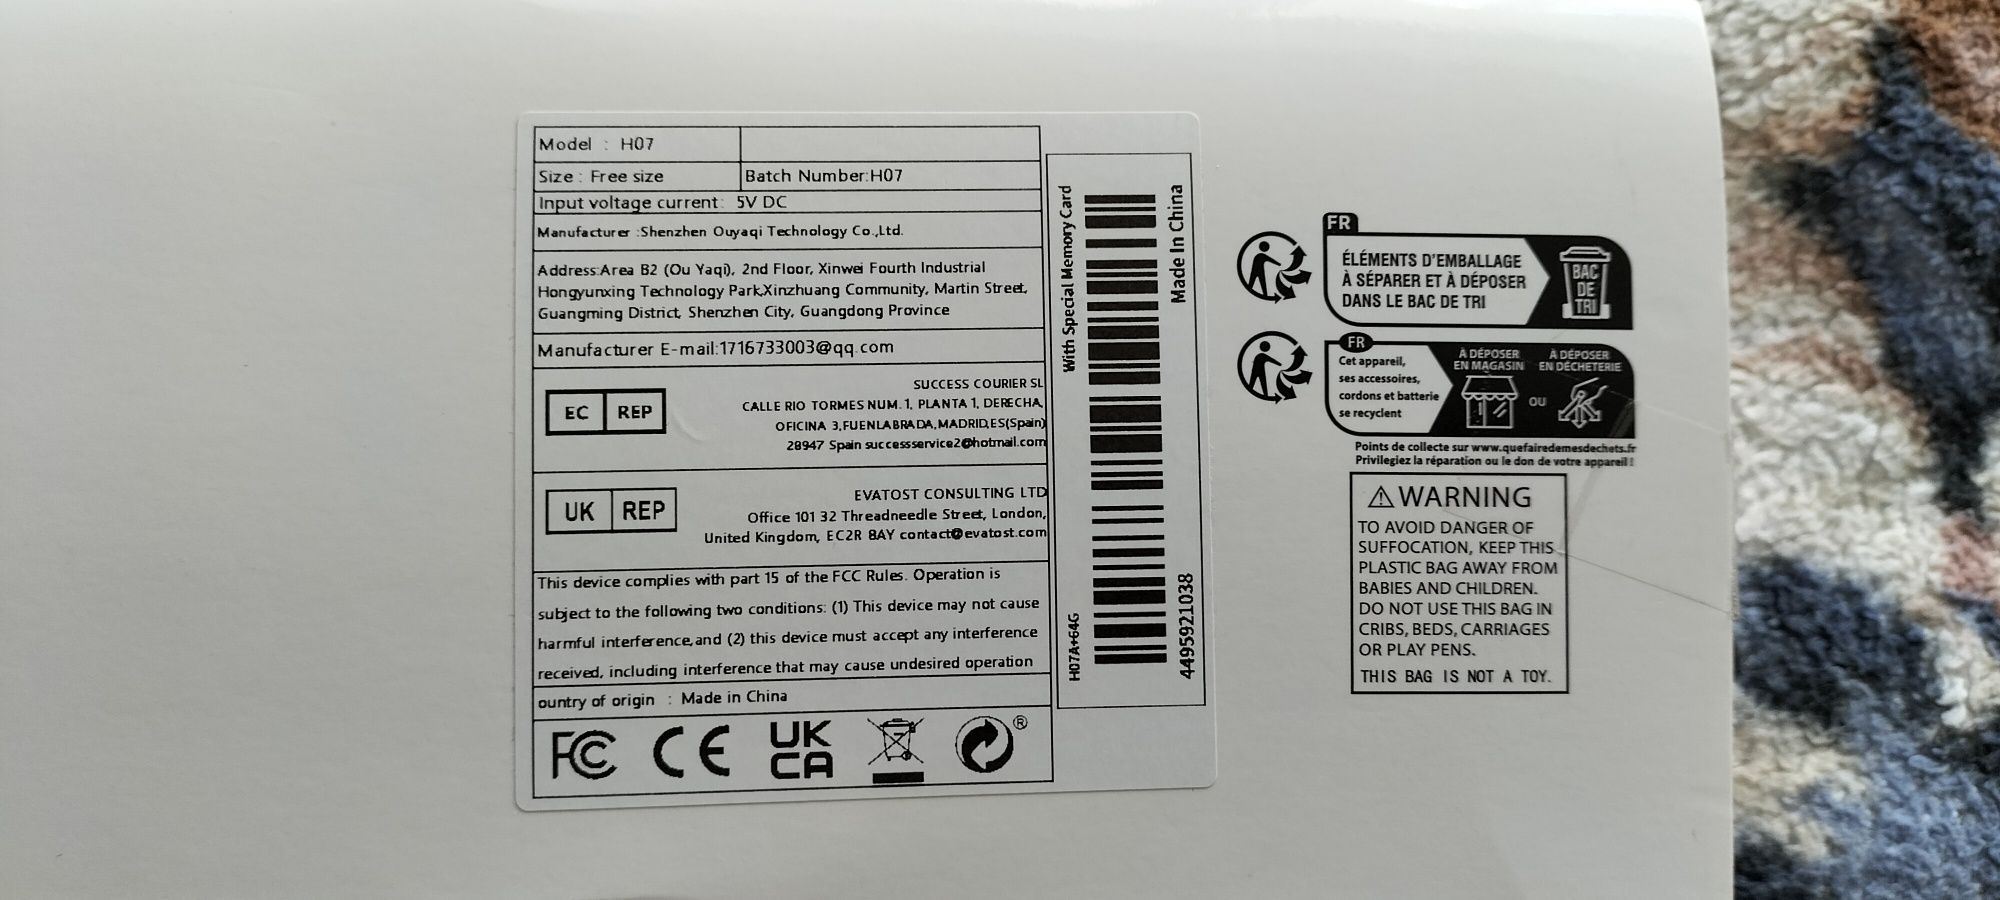 Model : H07
Size : Free size
Batch Number:H07
Input voltage current: 5V DC
Manufacturer :Shenzhen Ouyaqi Technology Co.,Ltd.
Address:Area B2 (Ou Yaqi), 2nd Floor, Xinwei Fourth Industrial
Hongyunxing Technology Park,Xinzhuang Community, Martin Street,
Guangming District, Shenzhen City, Guangdong Province
Manufacturer E-mail:1716733003@qq.com
EC REP
SUCCESS COURIER SL
CALLE RIO TORMES NUM. 1, PLANTA 1, DERECHA,
OFICINA 3,FUENLABRADA,MADRID,ES(Spain)
28947 Spain successservice2@hotmail.com
UK REP
EVATOST CONSULTING LTD
Office 101 32 Threadneedle Street, London,
United Kingdom, EC2R 8AY contact@evatost.com
This device complies with part 15 of the FCC Rules. Operation is
subject to the following two conditions: (1) This device may not cause
harmful interference,and (2) this device must accept any interference
received, including interference that may cause undesired operation
ountry of origin : Made in China
FC CE UK
CA ®
With Special Memory Card
H07A+64G
Made In China
4495921038
FR
ÉLÉMENTS D'EMBALLAGE
À SÉPARER ET À DÉPOSER
DANS LE BAC DE TRI
BAC
DE
TRI
FR
Cet appareil,
ses accessoires,
cordons et batterie
se recyclent
À DÉPOSER
EN MAGASIN
OU
À DÉPOSER
EN DÉCHÈTERIE
Points de collecte sur www.quefairedemesdechets.fr
Privilegiez la réparation ou le don de votre appareil !
⚠ WARNING
TO AVOID DANGER OF
SUFFOCATION, KEEP THIS
PLASTIC BAG AWAY FROM
BABIES AND CHILDREN.
DO NOT USE THIS BAG IN
CRIBS, BEDS, CARRIAGES
OR PLAY PENS.
THIS BAG IS NOT A TOY.